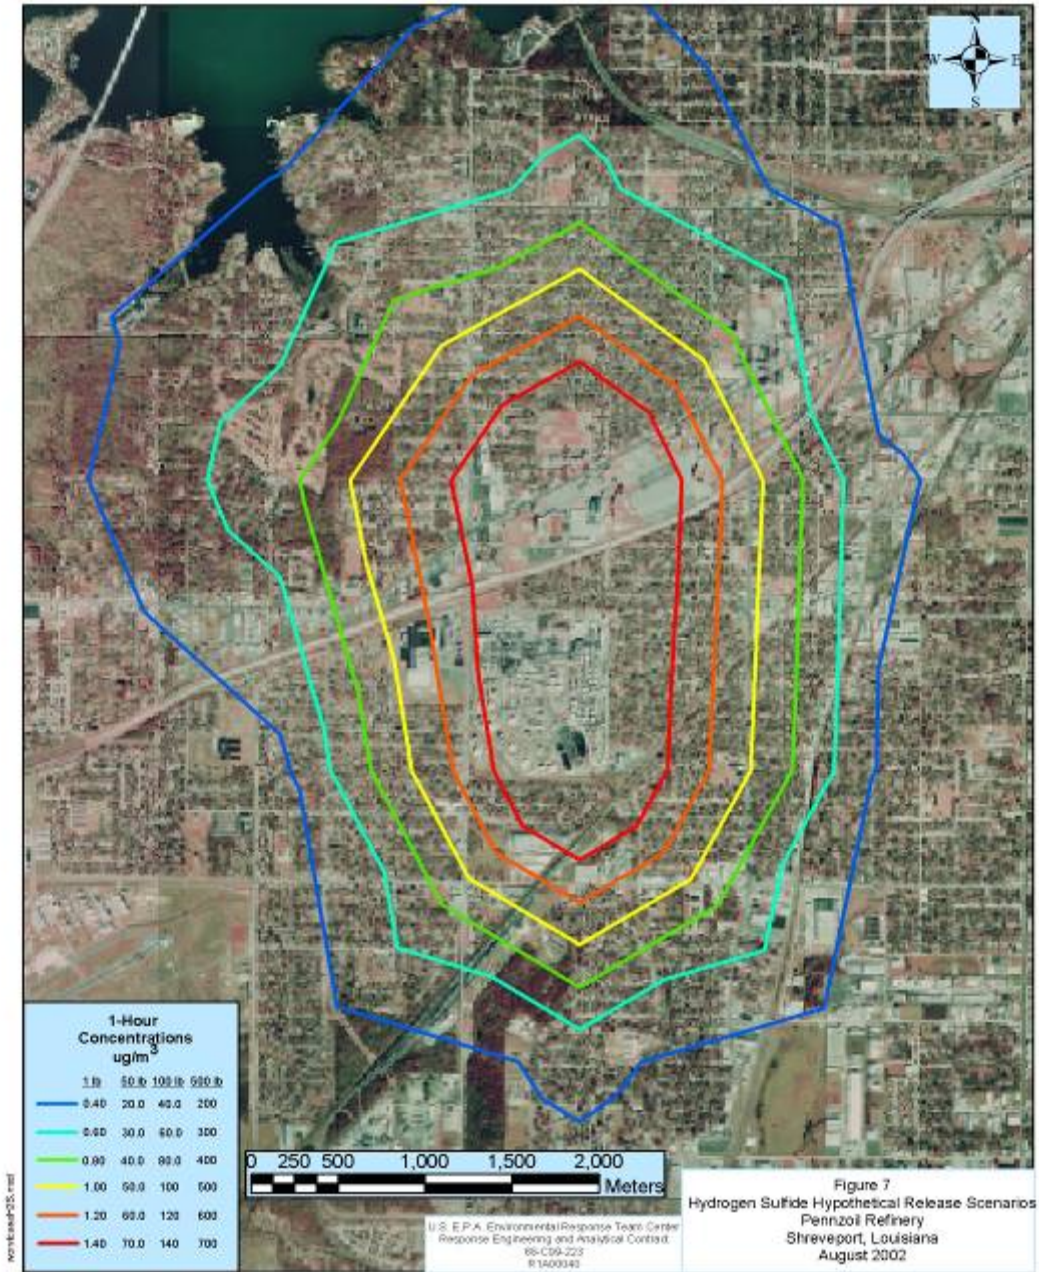 N
W E
S
1-Hour
Concentrations
ug/m³
1 lb 50 lb 100 lb 500 lb
0.40 20.0 40.0 200
0.60 30.0 60.0 300
0.80 40.0 80.0 400
1.00 50.0 100 500
1.20 60.0 120 600
1.40 70.0 140 700
0 250 500 1,000 1,500 2,000
Meters
U.S. E.P.A. Environmental Response Team Center
Response Engineering and Analytical Contract
68-C99-223
R1A00040
Figure 7
Hydrogen Sulfide Hypothetical Release Scenarios
Pennzoil Refinery
Shreveport, Louisiana
August 2002